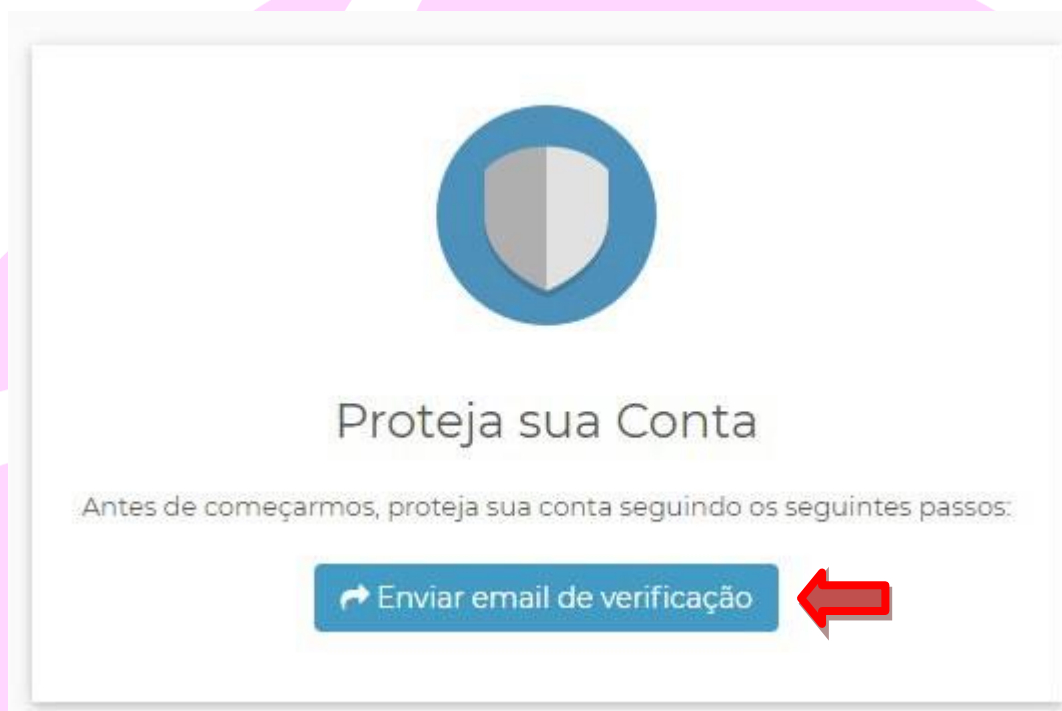 Proteja sua Conta
Antes de começarmos, proteja sua conta seguindo os seguintes passos:
Enviar email de verificação